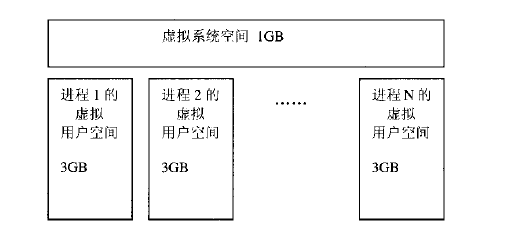 虚拟系统空间 1GB
进程 1 的
虚拟
用户空间
3GB
进程 2 的
虚拟
用户空间
3GB
……
进程 N 的
虚拟
用户空间
3GB